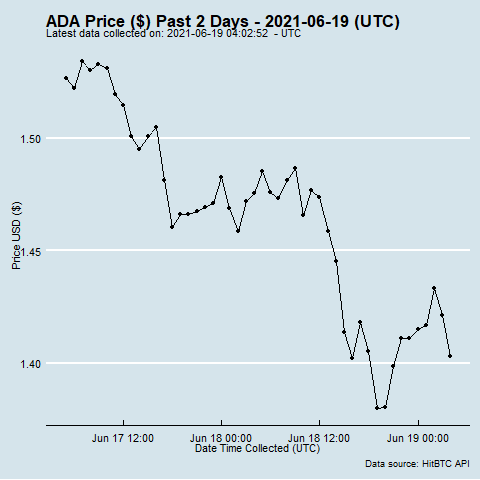 ADA Price ($) Past 2 Days - 2021-06-19 (UTC)
Latest data collected on: 2021-06-19 04:02:52  - UTC
1.50
1.45
1.40
Price USD ($)
Jun 17 12:00
Jun 18 00:00
Jun 18 12:00
Jun 19 00:00
Date Time Collected (UTC)
Data source: HitBTC API